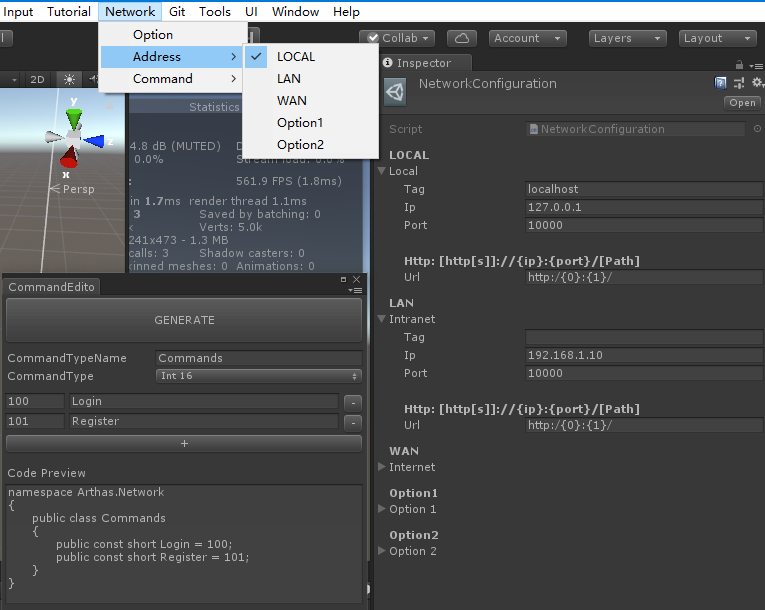 Input Tutorial Network Git Tools UI Window Help
Option
Address
Command
LOCAL
LAN
WAN
Option1
Option2
Collab Account Layers Layout
2D
y
z
x
Persp
Statistics
4.8 dB (MUTED)
0.0% Stream load: 0.0%
561.9 FPS (1.8ms)
in 1.7ms render thread 1.1ms
3 Saved by batching: 0
Verts: 5.0k
241x473 - 1.3 MB
calls: 3 Shadow casters: 0
kinned meshes: 0 Animations: 0
CommandEdito
GENERATE
CommandTypeName Commands
CommandType Int 16
100 Login -
101 Register -
+
Code Preview
namespace Arthas.Network
{
public class Commands
{
public const short Login = 100;
public const short Register = 101;
}
}
Inspector
NetworkConfiguration
Open
Script NetworkConfiguration
LOCAL
Local
Tag localhost
Ip 127.0.0.1
Port 10000
Http: [http[s]]://{ip}:{port}/[Path]
Url http:/{0}:{1}/
LAN
Intranet
Tag
Ip 192.168.1.10
Port 10000
Http: [http[s]]://{ip}:{port}/[Path]
Url http:/{0}:{1}/
WAN
Internet
Option1
Option 1
Option2
Option 2